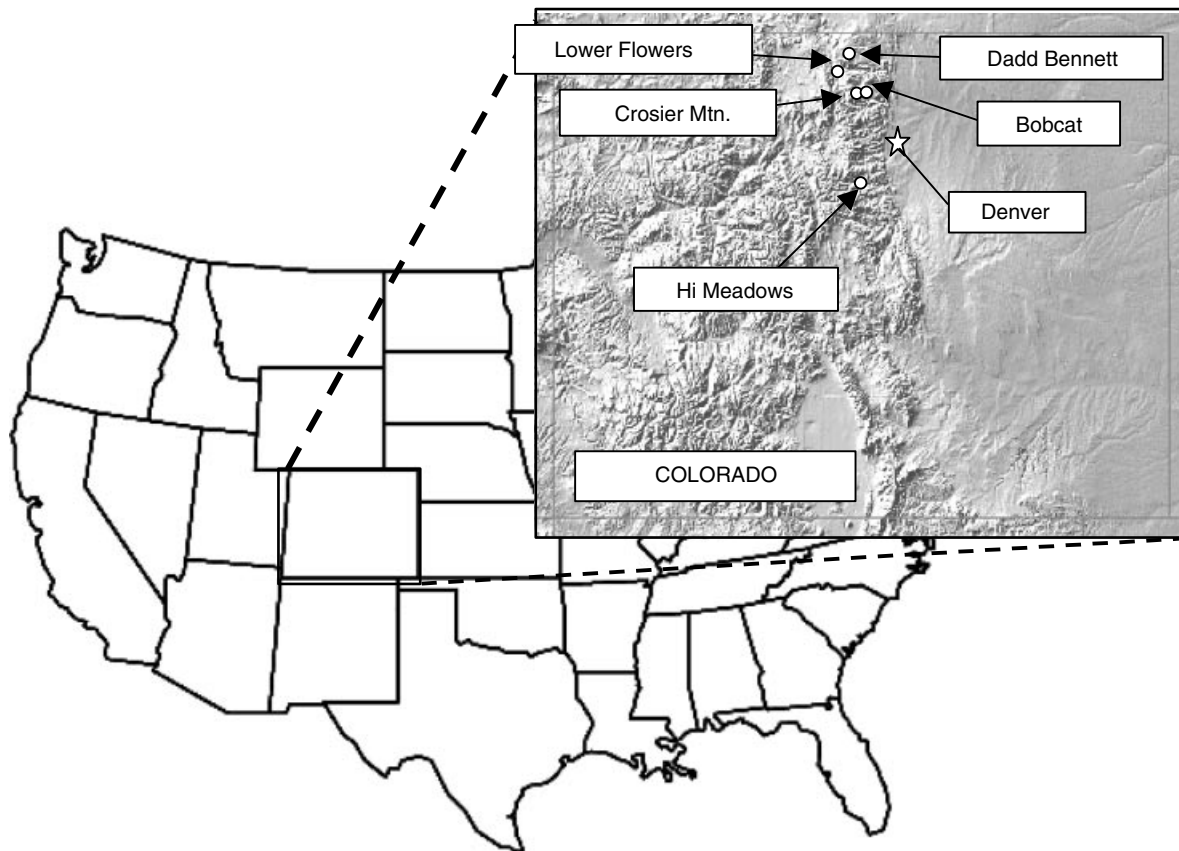 Lower Flowers
Dadd Bennett
Crosier Mtn.
Bobcat
Denver
Hi Meadows
COLORADO